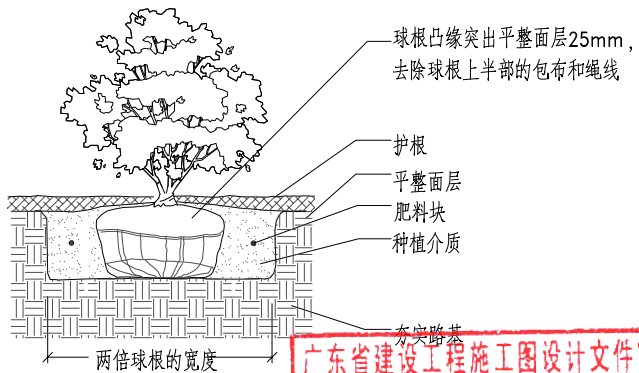 球根凸缘突出平整面层25mm，
去除球根上半部的包布和绳线
护根
平整面层
肥料块
种植介质
夯实路基
两倍球根的宽度
广东省建设工程施工图设计文件